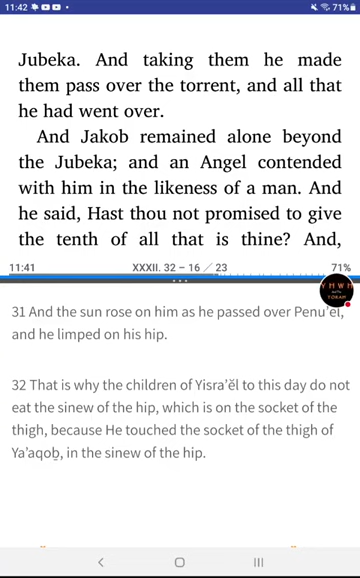 11:42
71%
Jubeka. And taking them he made
them pass over the torrent, and all that
he had went over.
And Jakob remained alone beyond
the Jubeka; and an Angel contended
with him in the likeness of a man. And
he said, Hast thou not promised to give
the tenth of all that is thine? And,
11:41 XXXII. 32 – 16 / 23 71%
YMWM
TORAH
31 And the sun rose on him as he passed over Penu’ĕl,
and he limped on his hip.
32 That is why the children of Yisra’ĕl to this day do not
eat the sinew of the hip, which is on the socket of the
thigh, because He touched the socket of the thigh of
Ya‛aqoḇ, in the sinew of the hip.